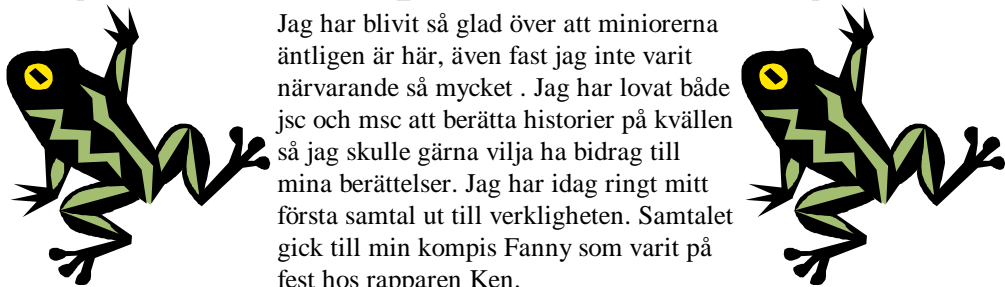 Jag har blivit så glad över att miniorerna
äntligen är här, även fast jag inte varit
närvarande så mycket . Jag har lovat både
jsc och msc att berätta historier på kvällen
så jag skulle gärna vilja ha bidrag till
mina berättelser. Jag har idag ringt mitt
första samtal ut till verkligheten. Samtalet
gick till min kompis Fanny som varit på
fest hos rapparen Ken.